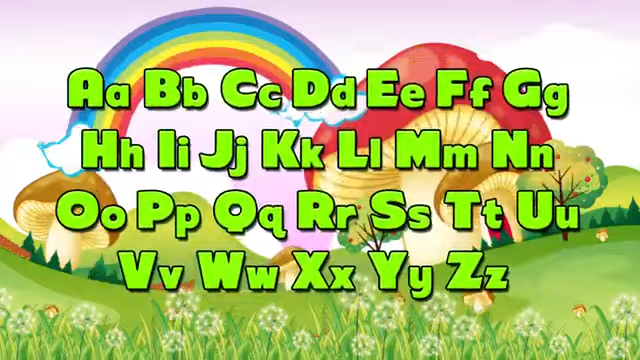 Aa Bb Cc Dd Ee Ff Gg
Hh Ii Jj Kk Ll Mm Nn
Oo Pp Qq Rr Ss Tt Uu
Vv Ww Xx Yy Zz